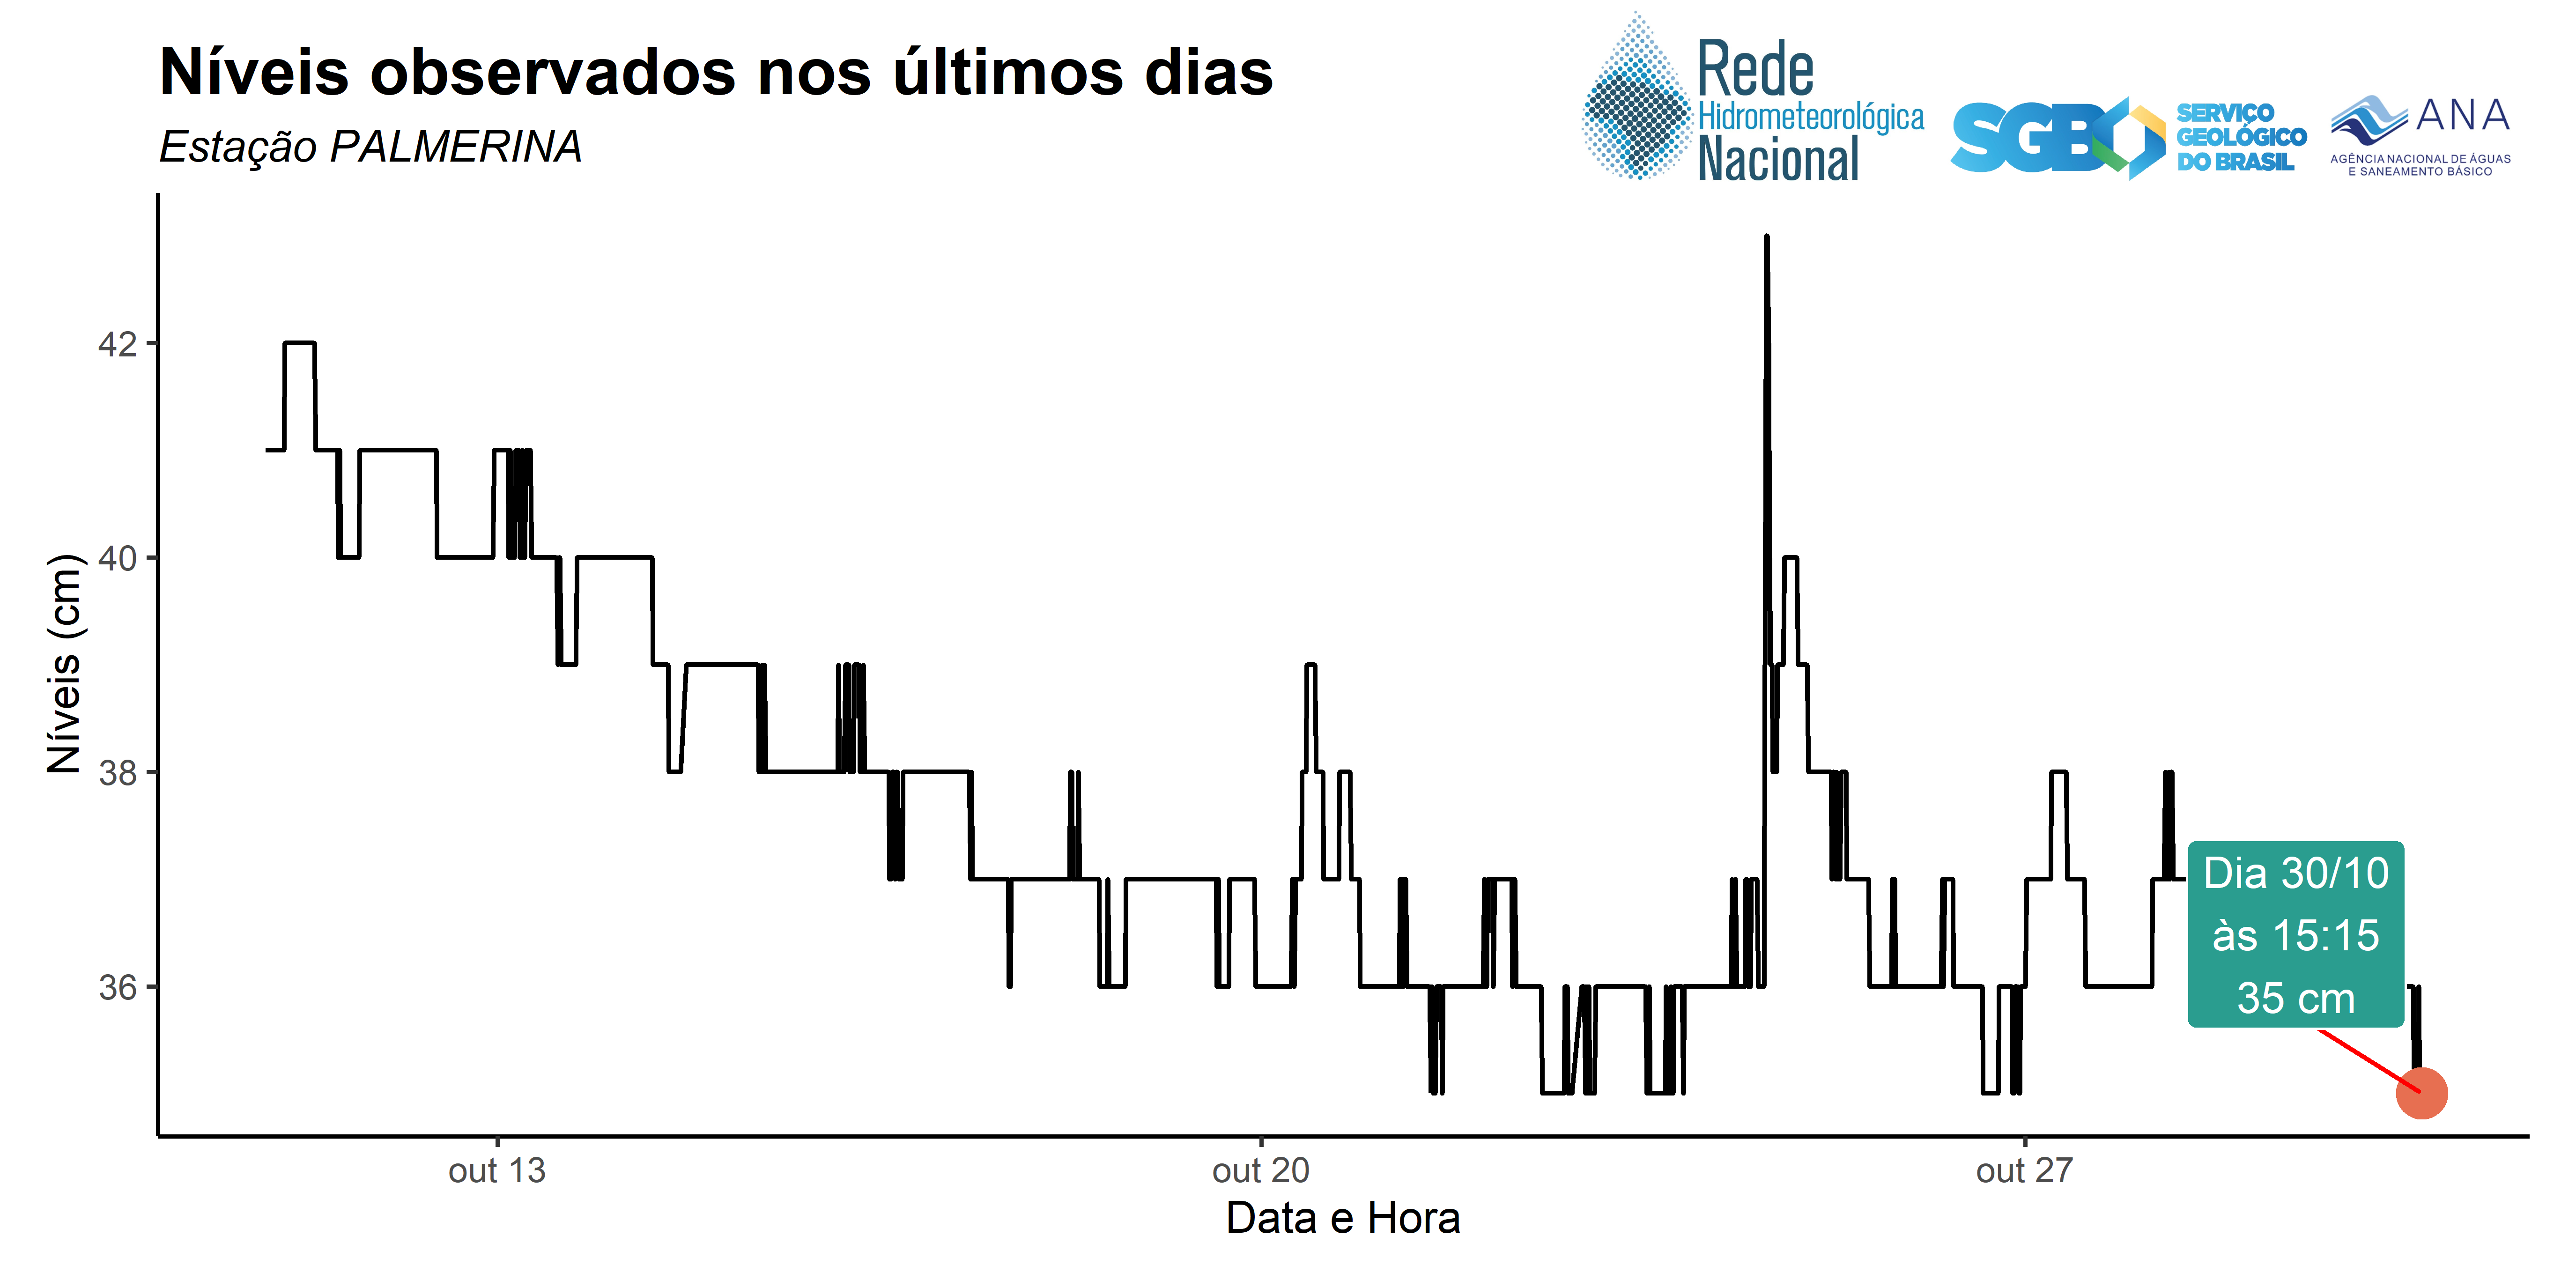 Níveis observados nos últimos dias
Estação PALMERINA
Rede
Hidrometeorológica
Nacional
SGB
SERVIÇO
GEOLÓGICO
DO BRASIL
ANA
AGÊNCIA NACIONAL DE ÁGUAS
E SANEAMENTO BÁSICO
Níveis (cm)
42
40
38
36
Dia 30/10
às 15:15
35 cm
out 13
out 20
out 27
Data e Hora